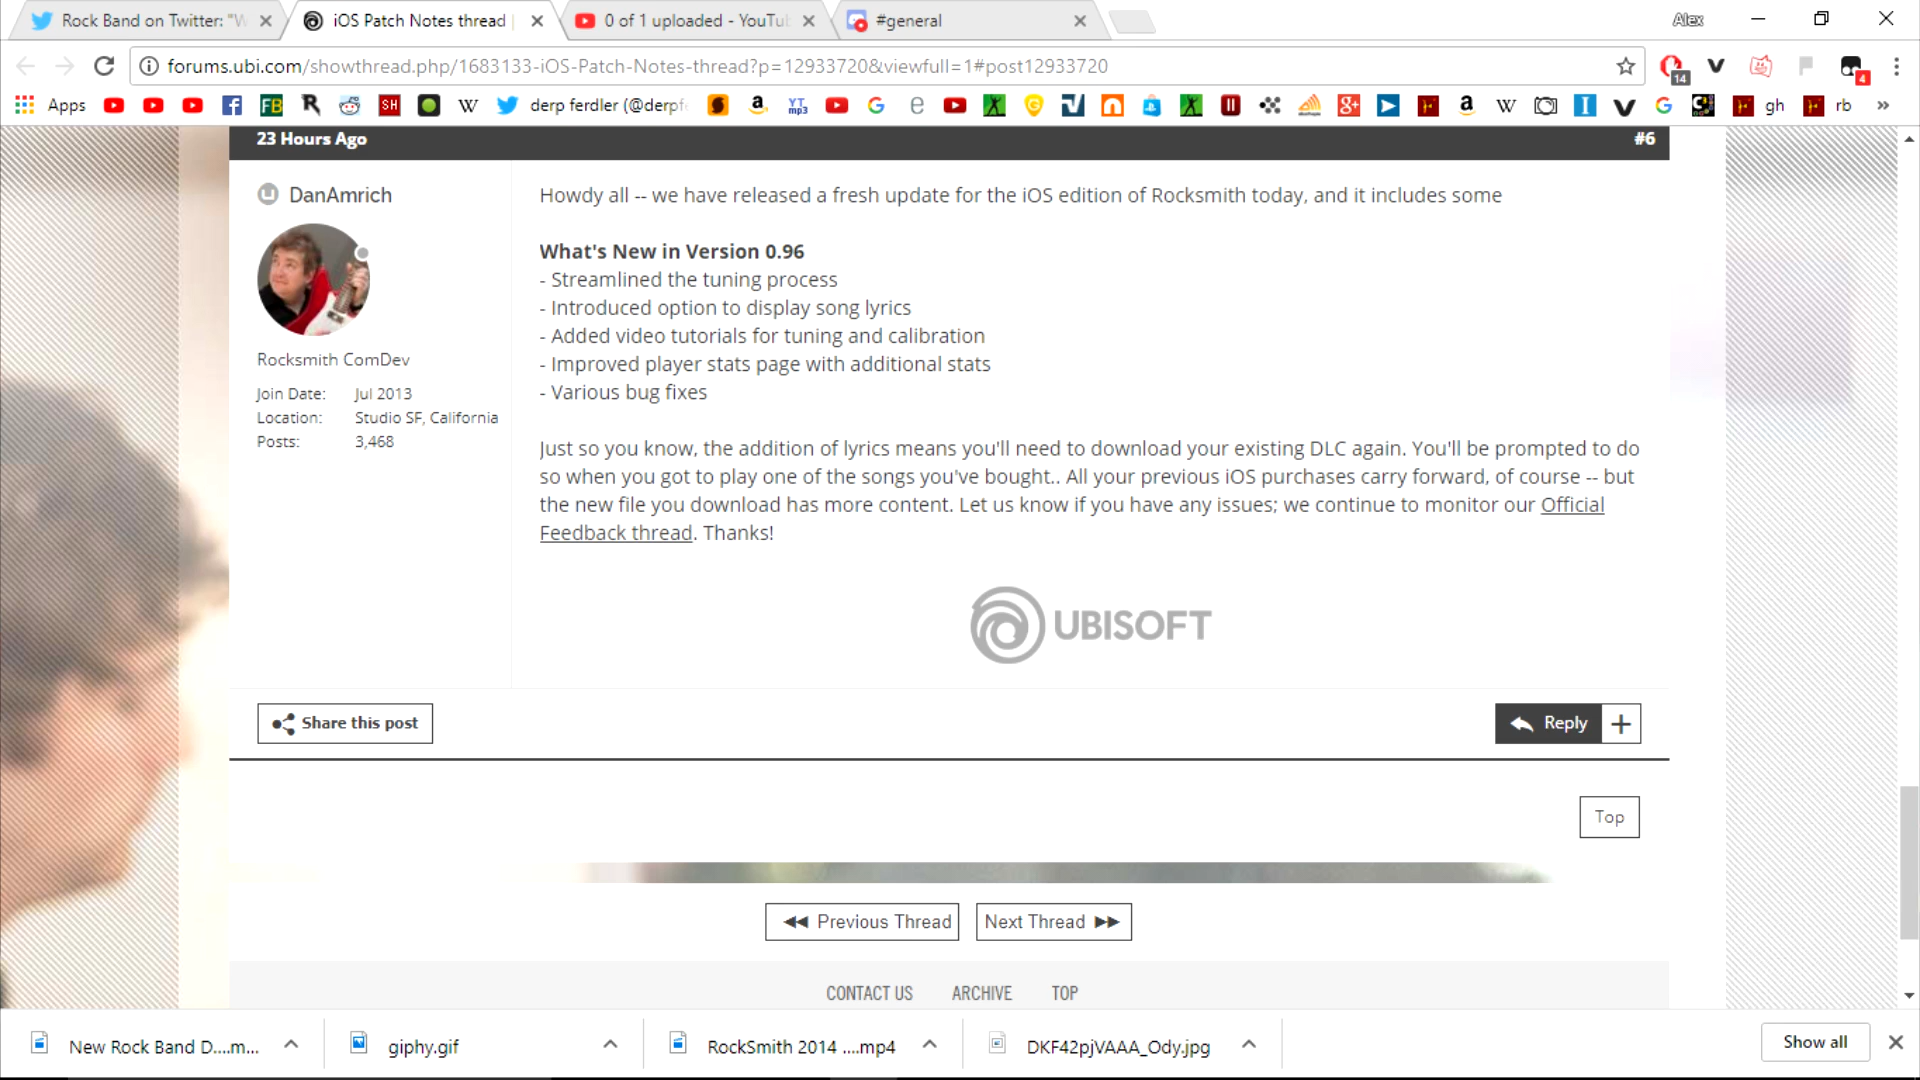 Rock Band on Twitter: "W
iOS Patch Notes thread |
0 of 1 uploaded - YouTu
#general
Alex
forums.ubi.com/showthread.php/1683133-iOS-Patch-Notes-thread?p=12933720&viewfull=1#post12933720
14
4
Apps
FB
SH
W
derp ferdler (@derpf
YT mp3
W
gh
rb
23 Hours Ago
#6
DanAmrich
Rocksmith ComDev
Join Date: Jul 2013
Location: Studio SF, California
Posts: 3,468
Howdy all -- we have released a fresh update for the iOS edition of Rocksmith today, and it includes some
What's New in Version 0.96
- Streamlined the tuning process
- Introduced option to display song lyrics
- Added video tutorials for tuning and calibration
- Improved player stats page with additional stats
- Various bug fixes
Just so you know, the addition of lyrics means you'll need to download your existing DLC again. You'll be prompted to do
so when you got to play one of the songs you've bought.. All your previous iOS purchases carry forward, of course -- but
the new file you download has more content. Let us know if you have any issues; we continue to monitor our Official
Feedback thread. Thanks!
UBISOFT
Share this post
Reply
Top
Previous Thread
Next Thread
CONTACT US
ARCHIVE
TOP
New Rock Band D....m...
giphy.gif
RockSmith 2014 ....mp4
DKF42pjVAAA_Ody.jpg
Show all